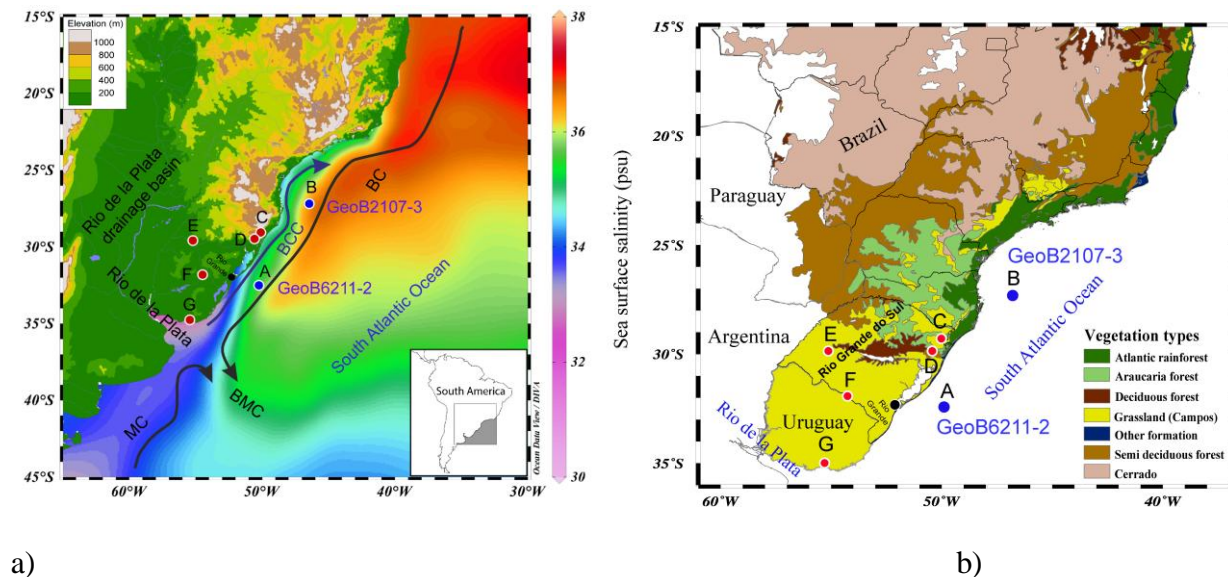 15°S
20°S
25°S
30°S
35°S
40°S
45°S
60°W
50°W
40°W
30°W
Elevation (m)
1000
800
600
400
200
Rio de la Plata
drainage basin
Rio de la Plata
E
F
G
D
C
B
A
Rio
Grande
BCC
BC
GeoB2107-3
GeoB6211-2
South Atlantic Ocean
MC
BMC
South America
Ocean Data View / DIVA
38
36
34
32
30
Sea surface salinity (psu)
a)
15°S
20°S
25°S
30°S
35°S
60°W
50°W
40°W
Brazil
Paraguay
Argentina
Uruguay
Rio Grande do Sul
Rio
Grande
Rio de la Plata
E
F
G
C
D
GeoB2107-3
B
A
GeoB6211-2
South Atlantic Ocean
Vegetation types
Atlantic rainforest
Araucaria forest
Deciduous forest
Grassland (Campos)
Other formation
Semi deciduous forest
Cerrado
b)